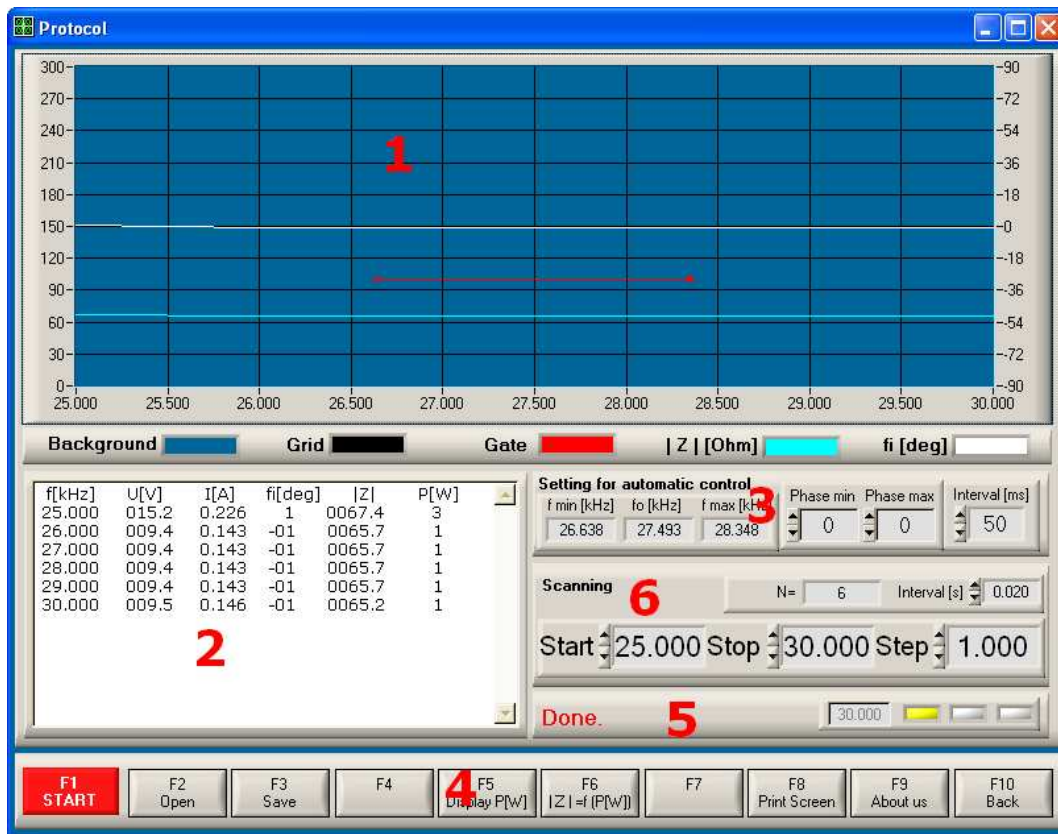 Protocol
300 90
270 72
240 54
210 36
180 18
150 0
120 -18
90 -36
60 -54
30 -72
0 -90
25.000 25.500 26.000 26.500 27.000 27.500 28.000 28.500 29.000 29.500 30.000
1
Background Grid Gate |Z| [Ohm] fi [deg]
f[kHz] U[V] I[A] fi[deg] |Z| P[W]
25.000 015.2 0.226 1 0067.4 3
26.000 009.4 0.143 -01 0065.7 1
27.000 009.4 0.143 -01 0065.7 1
28.000 009.4 0.143 -01 0065.7 1
29.000 009.4 0.143 -01 0065.7 1
30.000 009.5 0.146 -01 0065.2 1
2
Setting for automatic control
f min [kHz] fo [kHz] f max [kHz]
26.638 27.493 28.348
3
Phase min Phase max Interval [ms]
0 0 50
Scanning
6
N= 6 Interval [s] 0.020
Start 25.000 Stop 30.000 Step 1.000
Done.
5
30.000
4
F1 START
F2 Open
F3 Save
F4
F5 Display P[W]
F6 |Z|=f (P[W])
F7
F8 Print Screen
F9 About us
F10 Back